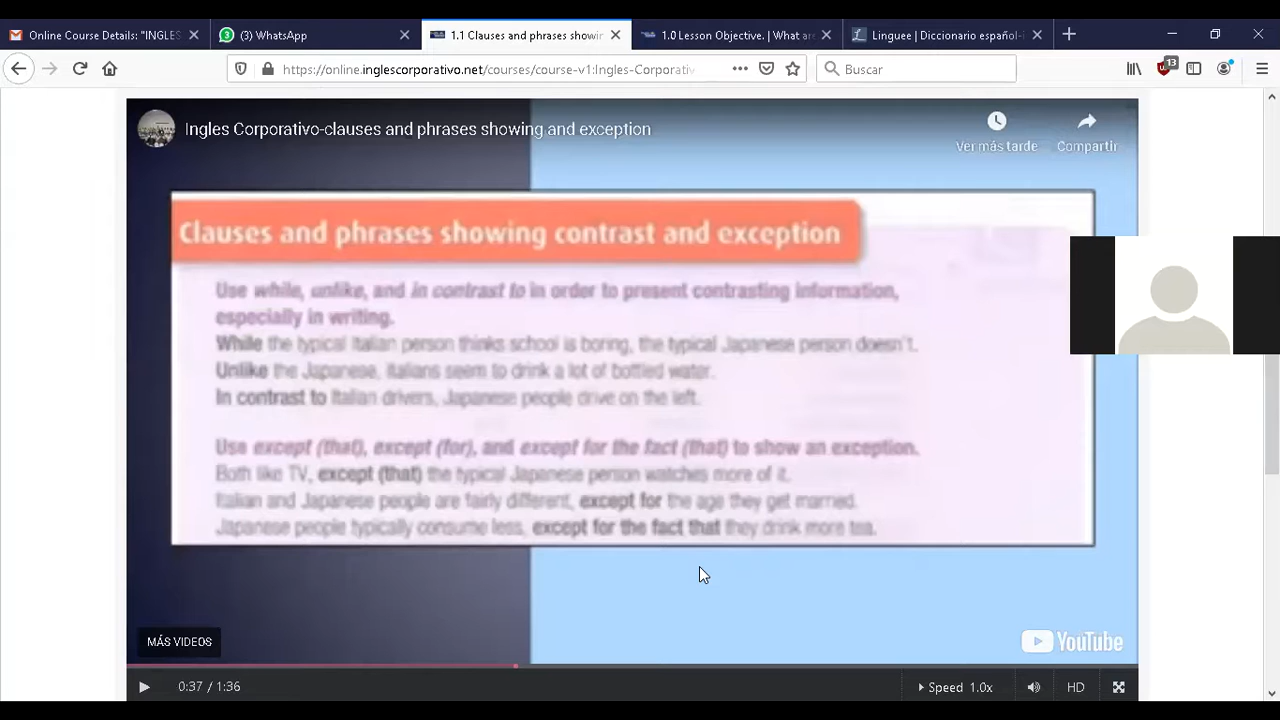 Online Course Details: "INGLES
(3) WhatsApp
1.1 Clauses and phrases showin
1.0 Lesson Objective. | What ar
Linguee | Diccionario español-i
https://online.inglescorporativo.net/courses/course-v1:Ingles-Corporativ
Buscar
13
Ingles Corporativo-clauses and phrases showing and exception
Ver más tarde
Compartir
Clauses and phrases showing contrast and exception
Use while, unlike, and in contrast to in order to present contrasting information,
especially in writing.
While the typical Italian person thinks school is boring, the typical Japanese person doesn't.
Unlike the Japanese, Italians seem to drink a lot of bottled water.
In contrast to Italian drivers, Japanese people drive on the left.
Use except (that), except (for), and except for the fact (that) to show an exception.
Both like TV, except (that) the typical Japanese person watches more of it.
Italian and Japanese people are fairly different, except for the age they get married.
Japanese people typically consume less, except for the fact that they drink more tea.
MÁS VIDEOS
YouTube
0:37 / 1:36
Speed 1.0x
HD